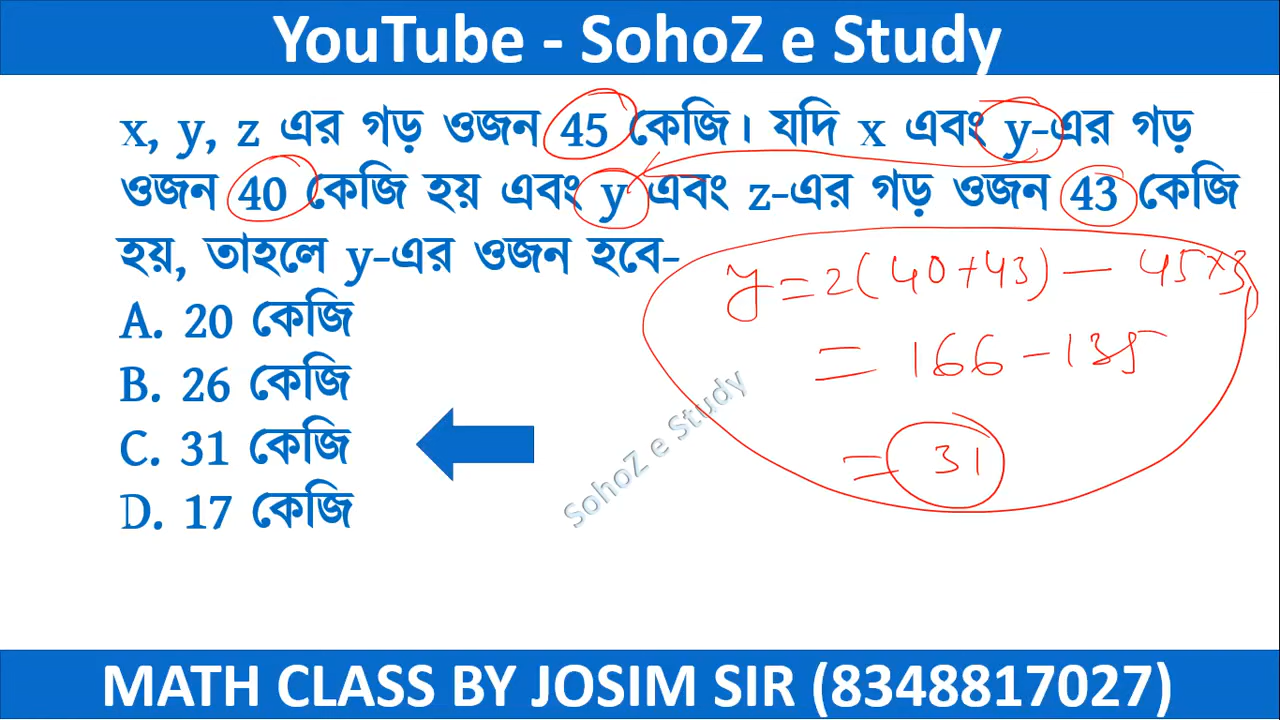 YouTube - SohoZ e Study
x, y, z এর গড় ওজন 45 কেজি। যদি x এবং y-এর গড়
ওজন 40 কেজি হয় এবং y এবং z-এর গড় ওজন 43 কেজি
হয়, তাহলে y-এর ওজন হবে-
A. 20 কেজি
B. 26 কেজি
C. 31 কেজি
D. 17 কেজি
y = 2(40+43) - 45×3
= 166 - 135
= 31
SohoZ e Study
MATH CLASS BY JOSIM SIR (8348817027)